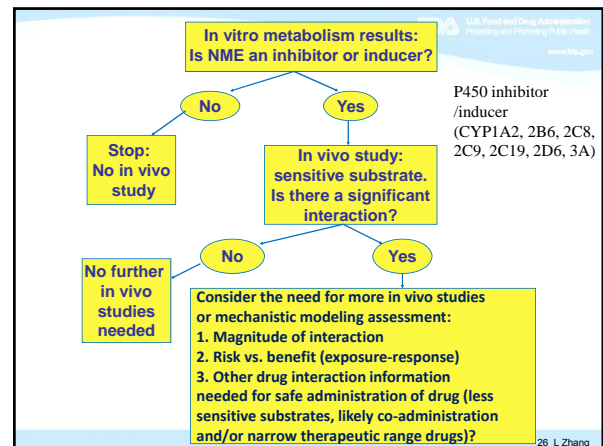 U.S. Food and Drug Administration
Protecting and Promoting Public Health
www.fda.gov
In vitro metabolism results:
Is NME an inhibitor or inducer?
No
Yes
P450 inhibitor
/inducer
(CYP1A2, 2B6, 2C8,
2C9, 2C19, 2D6, 3A)
Stop:
No in vivo
study
In vivo study:
sensitive substrate.
Is there a significant
interaction?
No
Yes
No further
in vivo
studies
needed
Consider the need for more in vivo studies
or mechanistic modeling assessment:
1. Magnitude of interaction
2. Risk vs. benefit (exposure-response)
3. Other drug interaction information
needed for safe administration of drug (less
sensitive substrates, likely co-administration
and/or narrow therapeutic range drugs)?
26 L Zhang